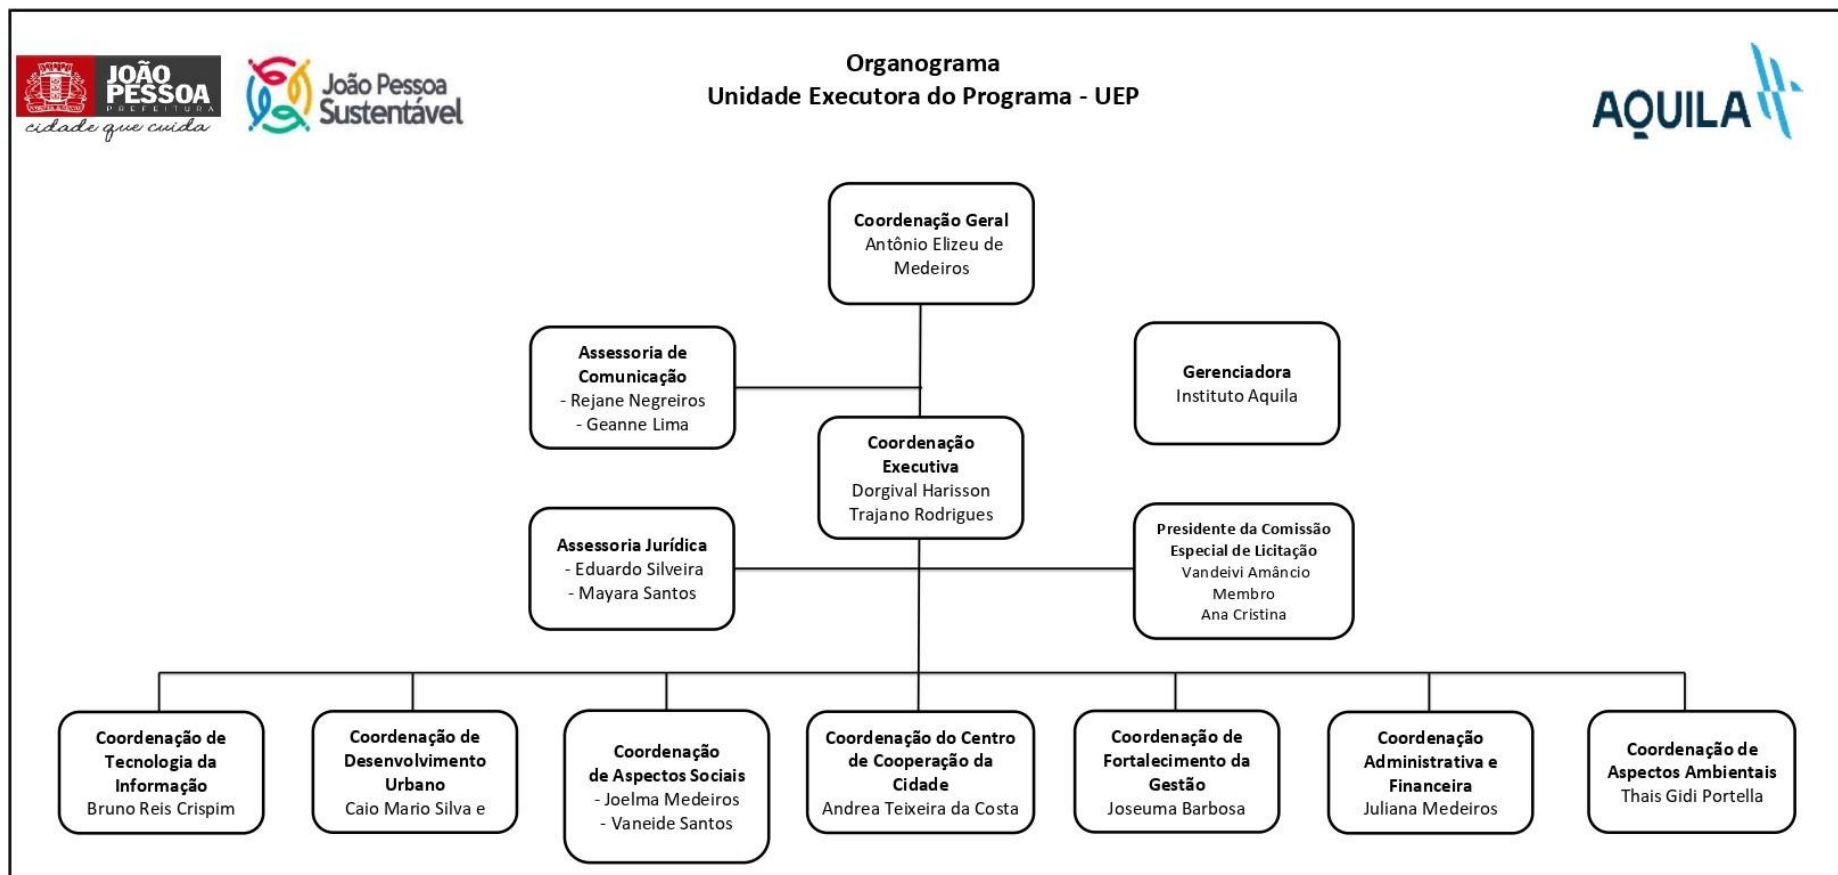 JOÃO
PESSOA
PREFEITURA
cidade que cuida
João Pessoa
Sustentável
Organograma
Unidade Executora do Programa - UEP
AQUILA
Coordenação Geral
Antônio Elizeu de
Medeiros
Assessoria de
Comunicação
- Rejane Negreiros
- Geanne Lima
Gerenciadora
Instituto Aquila
Coordenação
Executiva
Dorgival Harisson
Trajano Rodrigues
Assessoria Jurídica
- Eduardo Silveira
- Mayara Santos
Presidente da Comissão
Especial de Licitação
Vandeivi Amâncio
Membro
Ana Cristina
Coordenação de
Tecnologia da
Informação
Bruno Reis Crispim
Coordenação de
Desenvolvimento
Urbano
Caio Mario Silva e
Coordenação
de Aspectos Sociais
- Joelma Medeiros
- Vaneide Santos
Coordenação do Centro
de Cooperação da
Cidade
Andrea Teixeira da Costa
Coordenação de
Fortalecimento da
Gestão
Joseuma Barbosa
Coordenação
Administrativa e
Financeira
Juliana Medeiros
Coordenação de
Aspectos Ambientais
Thais Gidi Portella